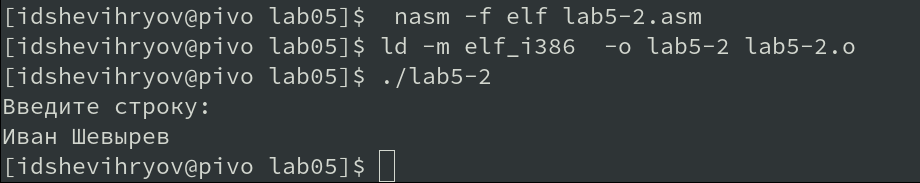 [idshevihryov@pivo lab05]$  nasm -f elf lab5-2.asm
[idshevihryov@pivo lab05]$ ld -m elf_i386  -o lab5-2 lab5-2.o
[idshevihryov@pivo lab05]$ ./lab5-2
Введите строку:
Иван Шевырев
[idshevihryov@pivo lab05]$